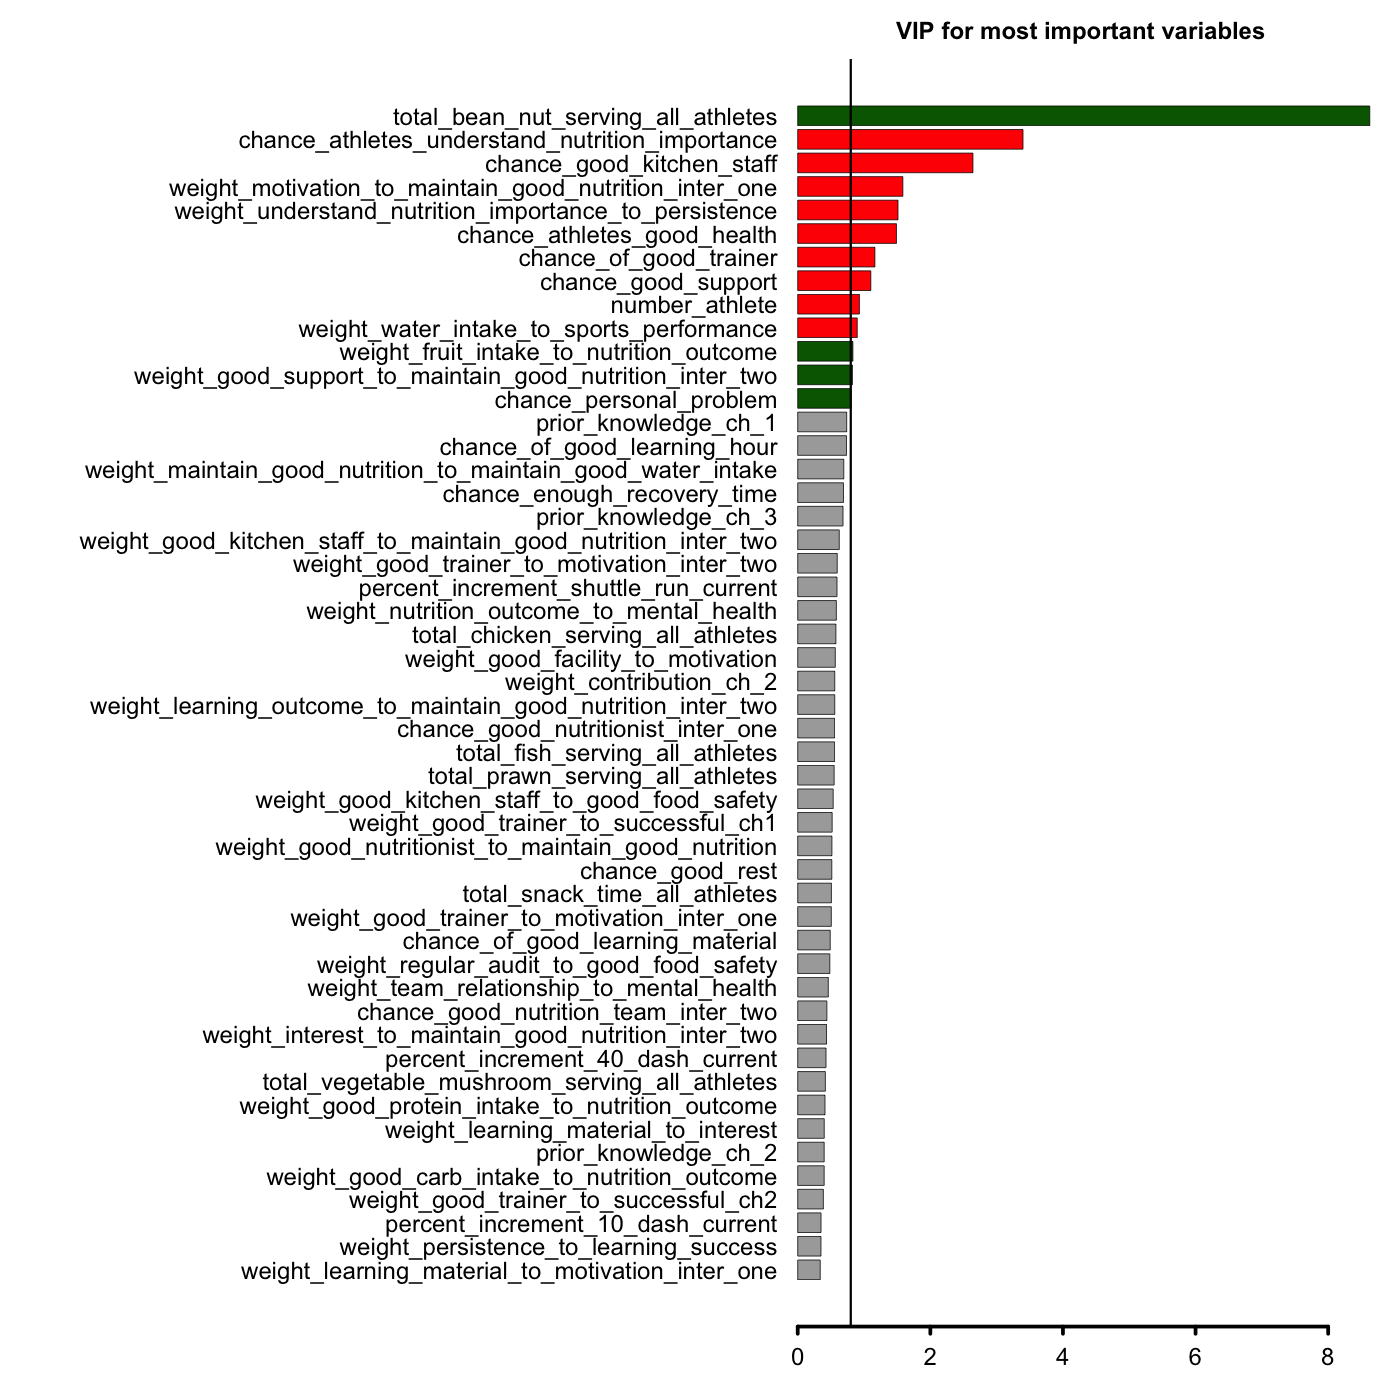 VIP for most important variables
total_bean_nut_serving_all_athletes
chance_athletes_understand_nutrition_importance
chance_good_kitchen_staff
weight_motivation_to_maintain_good_nutrition_inter_one
weight_understand_nutrition_importance_to_persistence
chance_athletes_good_health
chance_of_good_trainer
chance_good_support
number_athlete
weight_water_intake_to_sports_performance
weight_fruit_intake_to_nutrition_outcome
weight_good_support_to_maintain_good_nutrition_inter_two
chance_personal_problem
prior_knowledge_ch_1
chance_of_good_learning_hour
weight_maintain_good_nutrition_to_maintain_good_water_intake
chance_enough_recovery_time
prior_knowledge_ch_3
weight_good_kitchen_staff_to_maintain_good_nutrition_inter_two
weight_good_trainer_to_motivation_inter_two
percent_increment_shuttle_run_current
weight_nutrition_outcome_to_mental_health
total_chicken_serving_all_athletes
weight_good_facility_to_motivation
weight_contribution_ch_2
weight_learning_outcome_to_maintain_good_nutrition_inter_two
chance_good_nutritionist_inter_one
total_fish_serving_all_athletes
total_prawn_serving_all_athletes
weight_good_kitchen_staff_to_good_food_safety
weight_good_trainer_to_successful_ch1
weight_good_nutritionist_to_maintain_good_nutrition
chance_good_rest
total_snack_time_all_athletes
weight_good_trainer_to_motivation_inter_one
chance_of_good_learning_material
weight_regular_audit_to_good_food_safety
weight_team_relationship_to_mental_health
chance_good_nutrition_team_inter_two
weight_interest_to_maintain_good_nutrition_inter_two
percent_increment_40_dash_current
total_vegetable_mushroom_serving_all_athletes
weight_good_protein_intake_to_nutrition_outcome
weight_learning_material_to_interest
prior_knowledge_ch_2
weight_good_carb_intake_to_nutrition_outcome
weight_good_trainer_to_successful_ch2
percent_increment_10_dash_current
weight_persistence_to_learning_success
weight_learning_material_to_motivation_inter_one
0 2 4 6 8